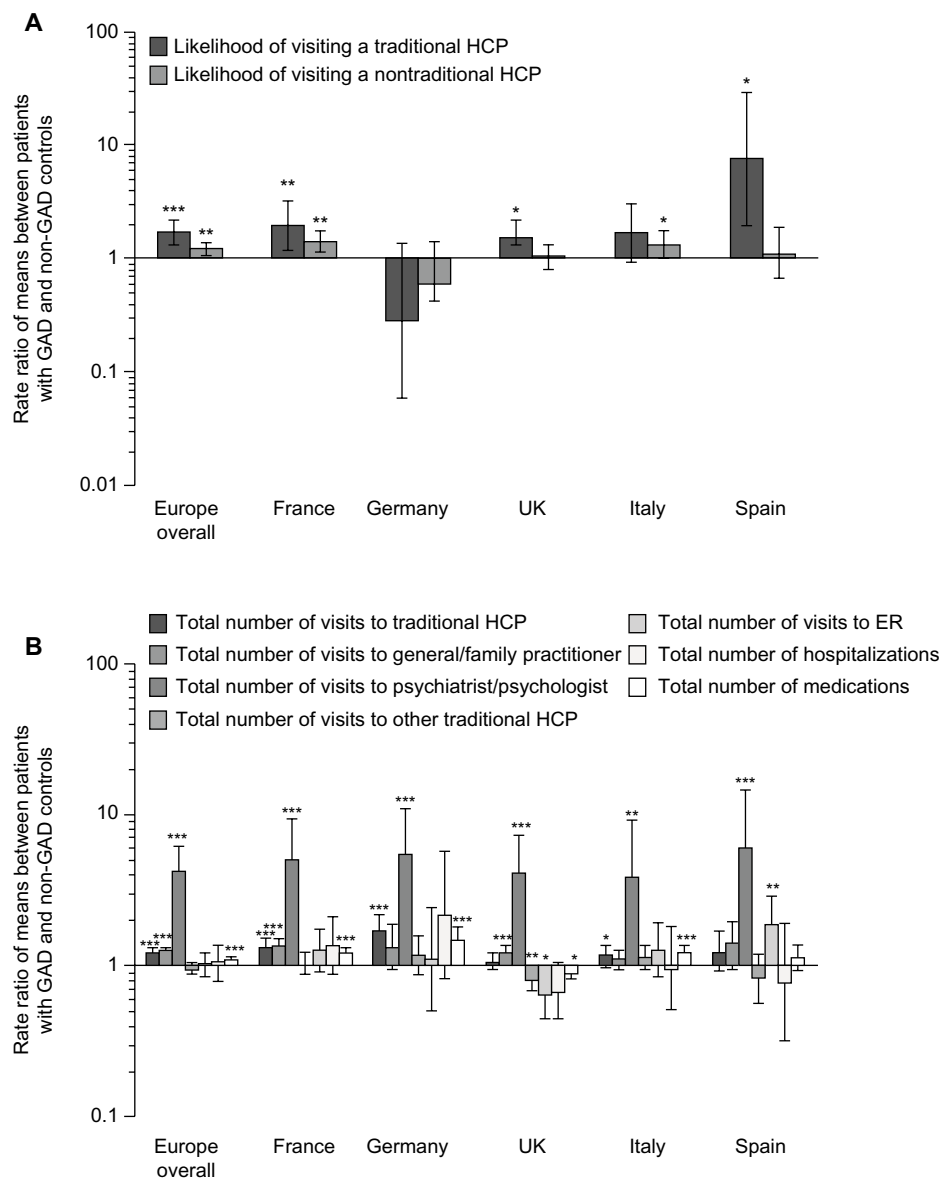 A
Likelihood of visiting a traditional HCP
Likelihood of visiting a nontraditional HCP
Rate ratio of means between patients
with GAD and non-GAD controls
100
10
1
0.1
0.01
***
**
**
**
*
*
*
Europe
overall
France
Germany
UK
Italy
Spain
B
Total number of visits to traditional HCP
Total number of visits to general/family practitioner
Total number of visits to psychiatrist/psychologist
Total number of visits to other traditional HCP
Total number of visits to ER
Total number of hospitalizations
Total number of medications
Rate ratio of means between patients
with GAD and non-GAD controls
100
10
1
0.1
***
***
***
***
***
***
***
***
***
***
***
***
***
**
*
*
*
**
***
***
**
Europe
overall
France
Germany
UK
Italy
Spain